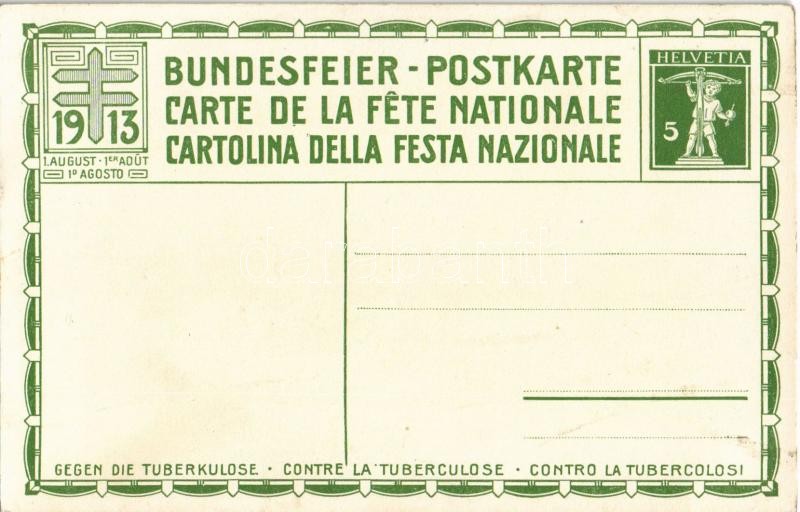 BUNDESFEIER - POSTKARTE
CARTE DE LA FÊTE NATIONALE
CARTOLINA DELLA FESTA NAZIONALE
1913
1. AUGUST · 1ER AOÛT
1º AGOSTO
HELVETIA
5
darabanth
GEGEN DIE TUBERKULOSE · CONTRE LA TUBERCULOSE · CONTRO LA TUBERCOLOSI